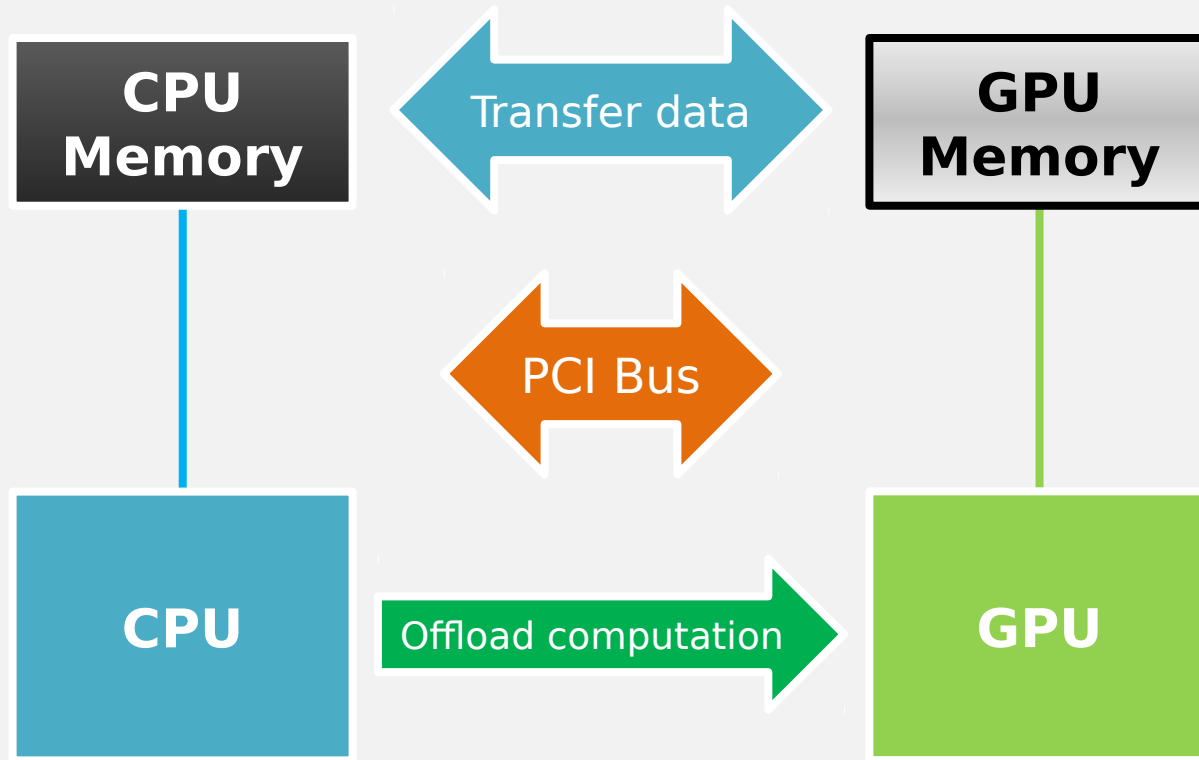 CPU
Memory
Transfer data
GPU
Memory
PCI Bus
CPU
Offload computation
GPU